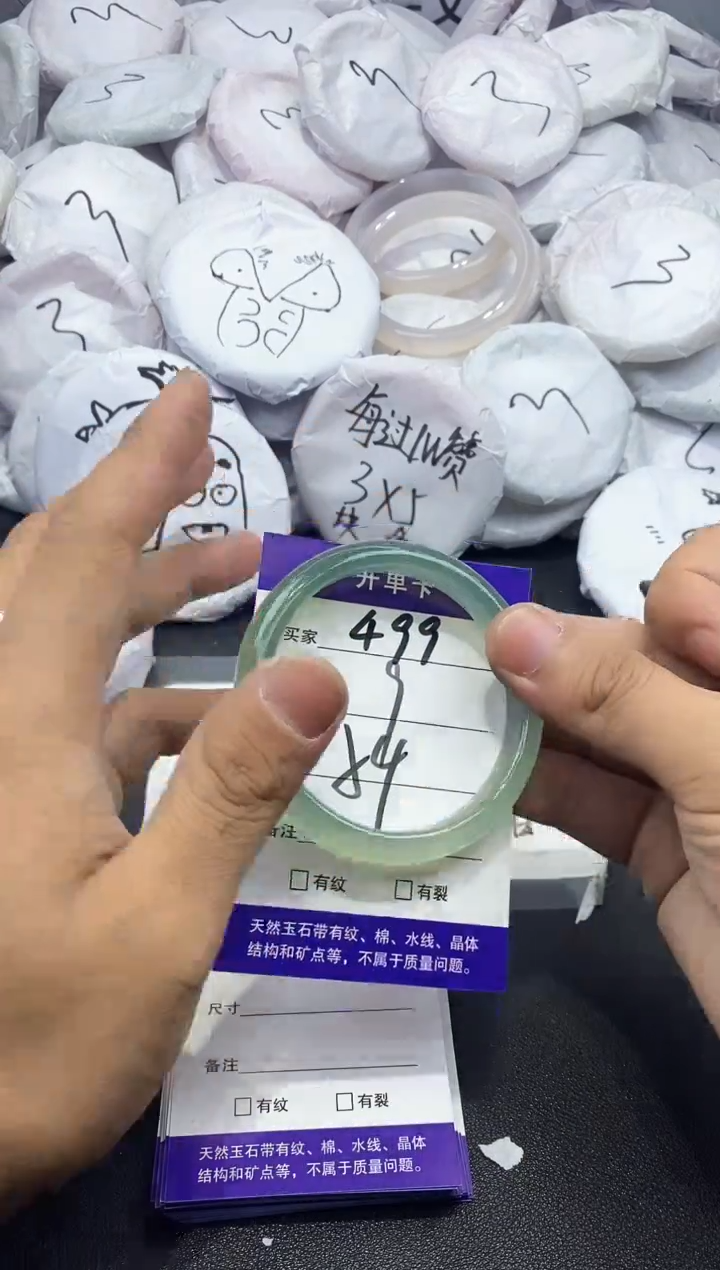 每过1W赞
3X5
开单卡
买家 499
9
84
备注
有纹 有裂
天然玉石带有纹、棉、水线、晶体
结构和矿点等，不属于质量问题。
尺寸
备注
有纹 有裂
天然玉石带有纹、棉、水线、晶体
结构和矿点等，不属于质量问题。